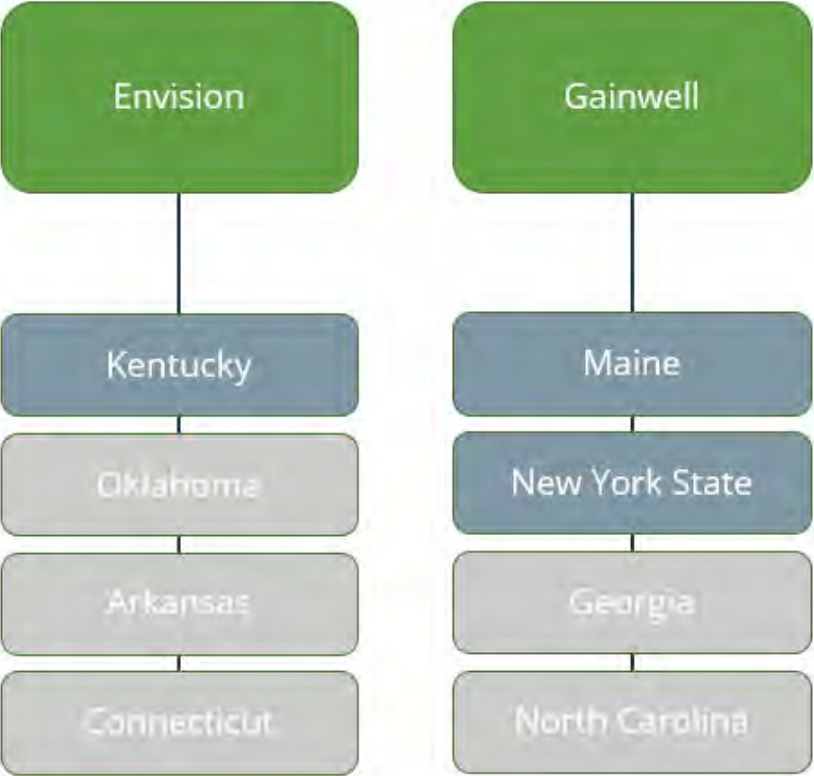 Envision
Kentucky
Oklahoma
Arkansas
Connecticut
Gainwell
Maine
New York State
Georgia
North Carolina